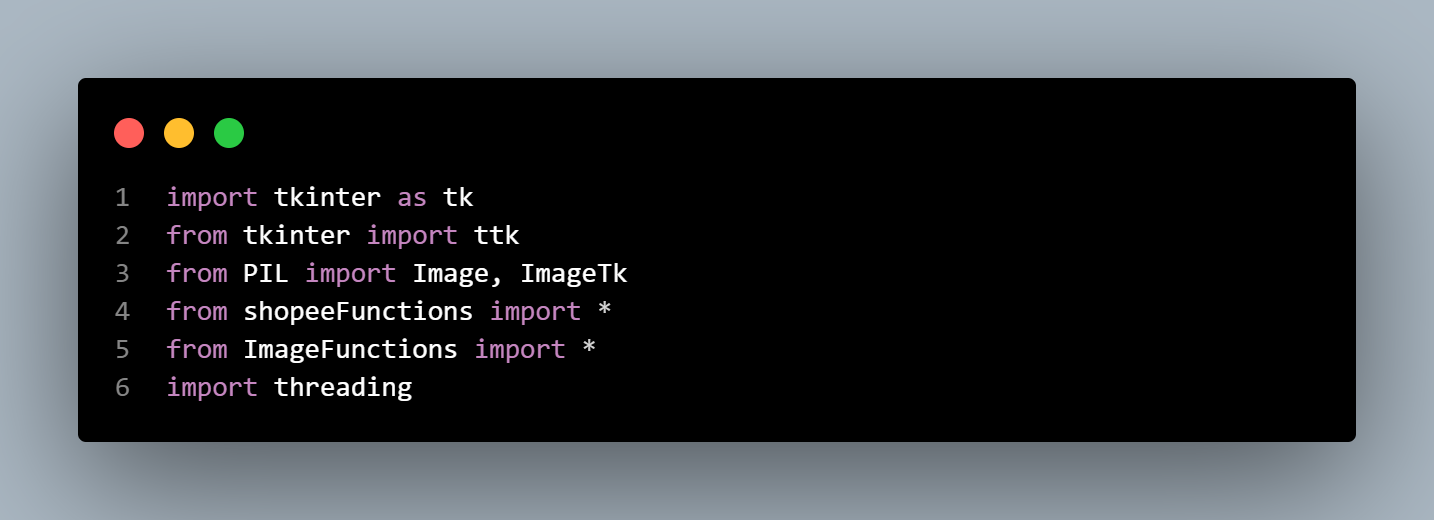 1 import tkinter as tk
2 from tkinter import ttk
3 from PIL import Image, ImageTk
4 from shopeeFunctions import *
5 from ImageFunctions import *
6 import threading